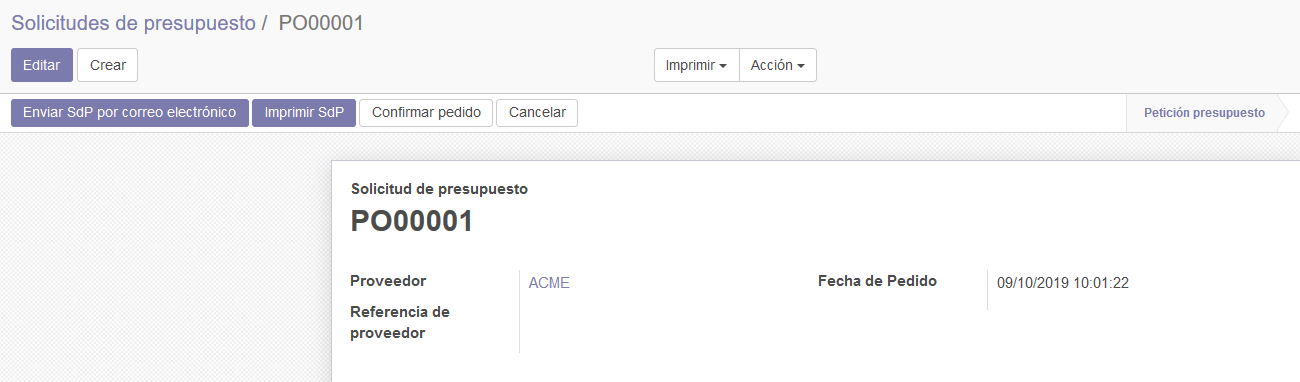 Solicitudes de presupuesto / PO00001
Editar Crear Imprimir Acción
Enviar SdP por correo electrónico Imprimir SdP Confirmar pedido Cancelar Petición presupuesto
Solicitud de presupuesto
PO00001
Proveedor ACME Fecha de Pedido 09/10/2019 10:01:22
Referencia de
proveedor